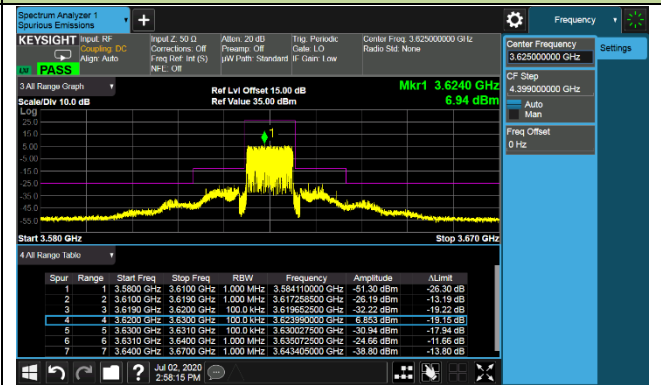 Spectrum Analyzer 1
Spurious Emissions
Frequency
KEYSIGHT Input: RF Input Z: 50 Ω Atten: 20 dB Trig: Periodic Center Freq: 3.625000000 GHz
Coupling: DC Corrections: Off Preamp: Off Gate: LO Radio Std: None
Align: Auto Freq Ref: Int (S) µW Path: Standard IF Gain: Low
NFE: Off
PASS
Center Frequency
3.625000000 GHz
Settings
CF Step
4.399000000 GHz
Auto
Man
Freq Offset
0 Hz
3 All Range Graph
Ref Lvl Offset 15.00 dB Mkr1 3.6240 GHz
Scale/Div 10.0 dB Ref Value 35.00 dBm 6.94 dBm
Log
25.0
15.0
5.00
-5.00
-15.0
-25.0
-35.0
-45.0
-55.0
1
Start 3.580 GHz Stop 3.670 GHz
4 All Range Table
Spur Range Start Freq Stop Freq RBW Frequency Amplitude ΛLimit
1 1 3.5800 GHz 3.6100 GHz 1.000 MHz 3.584110000 GHz -51.30 dBm -26.30 dB
2 2 3.6100 GHz 3.6190 GHz 1.000 MHz 3.617258500 GHz -26.19 dBm -13.19 dB
3 3 3.6190 GHz 3.6200 GHz 100.0 kHz 3.619652500 GHz -32.22 dBm -19.22 dB
4 4 3.6200 GHz 3.6300 GHz 100.0 kHz 3.623990000 GHz 6.853 dBm -19.15 dB
5 5 3.6300 GHz 3.6310 GHz 100.0 kHz 3.630027500 GHz -30.94 dBm -17.94 dB
6 6 3.6310 GHz 3.6400 GHz 1.000 MHz 3.635072500 GHz -24.66 dBm -11.66 dB
7 7 3.6400 GHz 3.6700 GHz 1.000 MHz 3.643405000 GHz -38.80 dBm -13.80 dB
Jul 02, 2020
2:58:15 PM